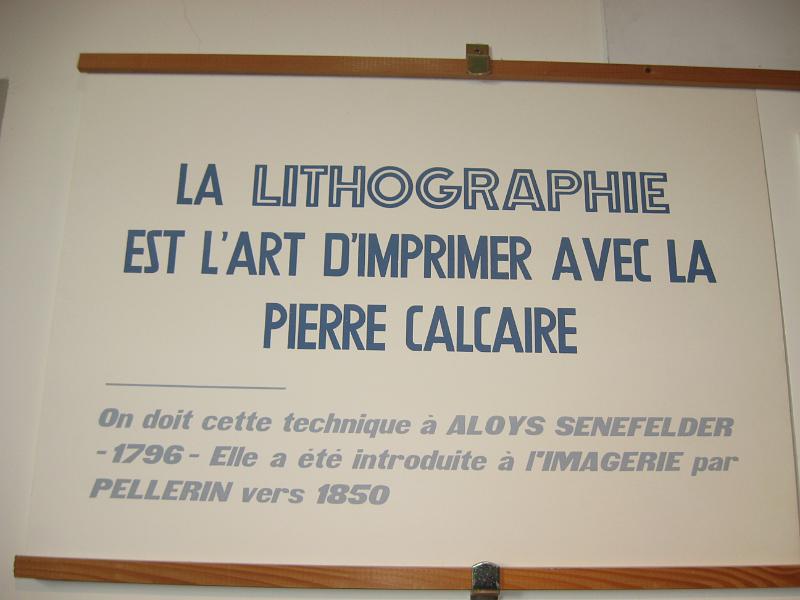 LA LITHOGRAPHIE
EST L'ART D'IMPRIMER AVEC LA
PIERRE CALCAIRE
On doit cette technique à ALOYS SENEFELDER
- 1796 - Elle a été introduite à l'IMAGERIE par
PELLERIN vers 1850